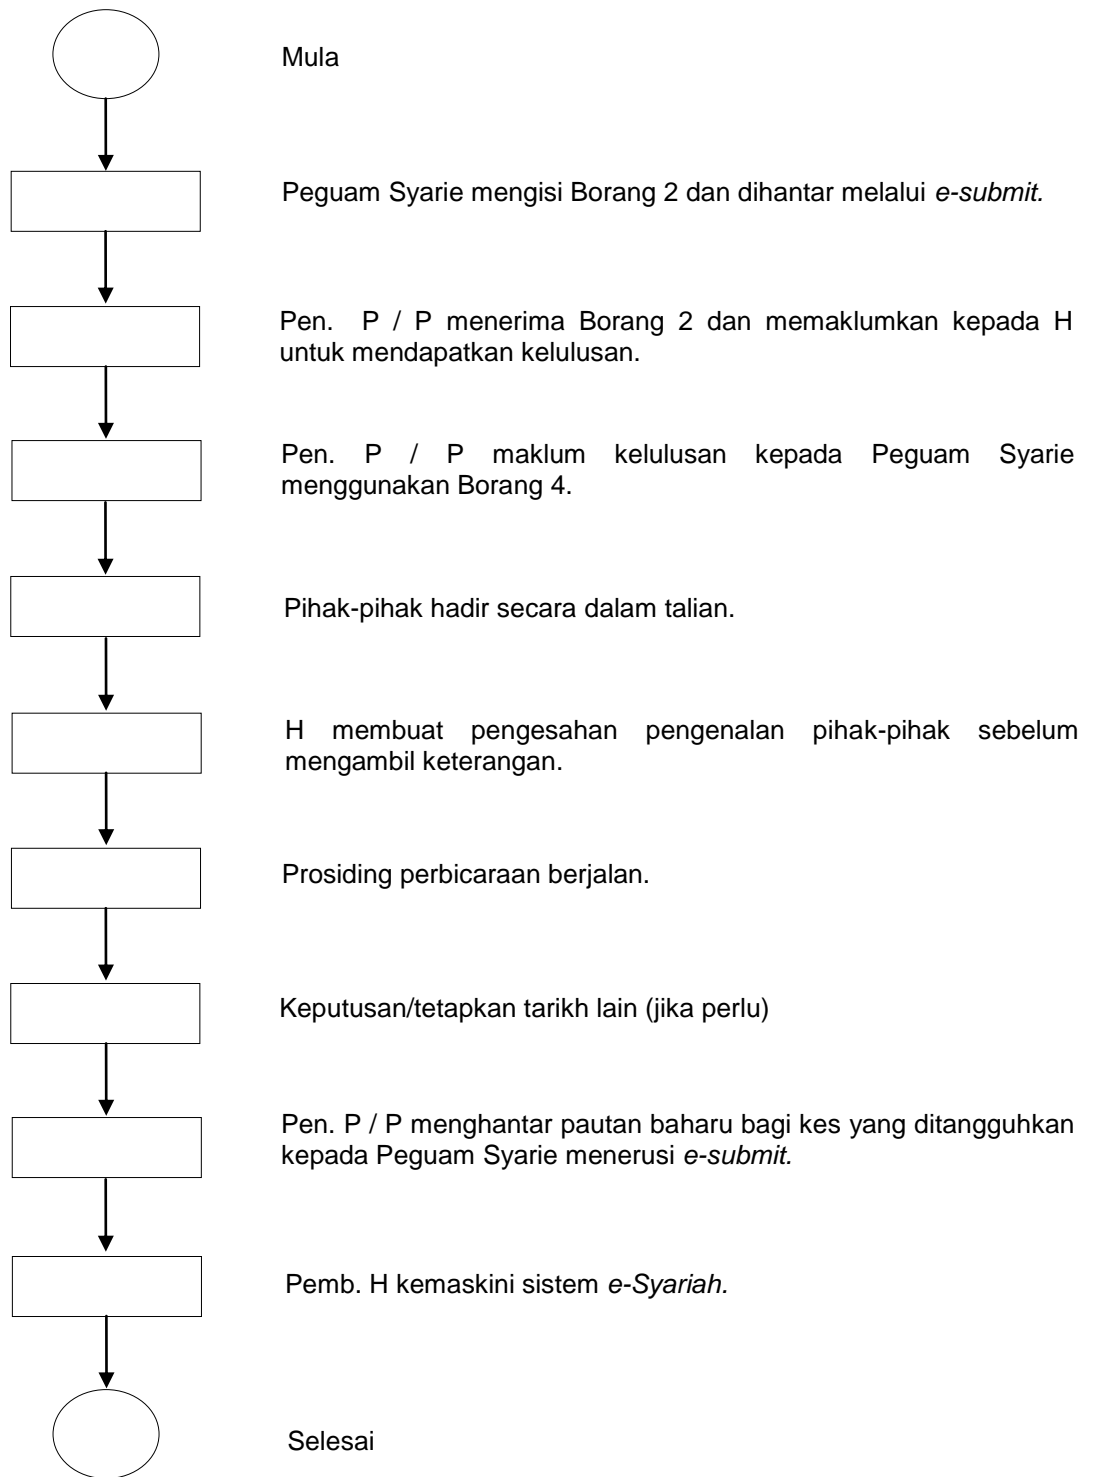 Mula
Peguam Syarie mengisi Borang 2 dan dihantar melalui e-submit.
Pen. P / P menerima Borang 2 dan memaklumkan kepada H
untuk mendapatkan kelulusan.
Pen. P / P maklum kelulusan kepada Peguam Syarie
menggunakan Borang 4.
Pihak-pihak hadir secara dalam talian.
H membuat pengesahan pengenalan pihak-pihak sebelum
mengambil keterangan.
Prosiding perbicaraan berjalan.
Keputusan/tetapkan tarikh lain (jika perlu)
Pen. P / P menghantar pautan baharu bagi kes yang ditangguhkan
kepada Peguam Syarie menerusi e-submit.
Pemb. H kemaskini sistem e-Syariah.
Selesai